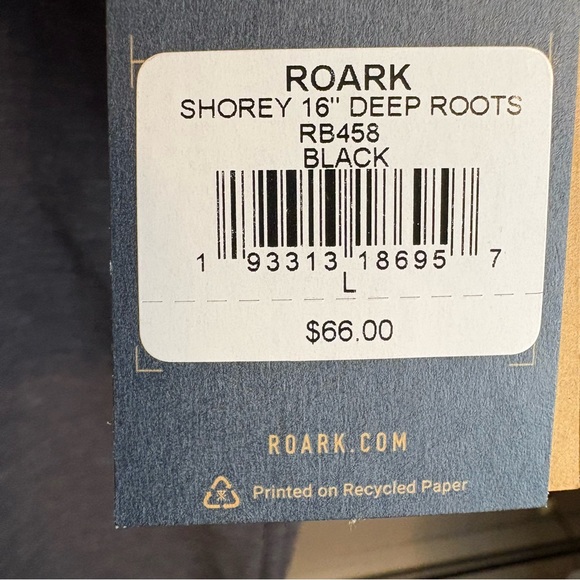 ROARK
SHOREY 16" DEEP ROOTS
RB458
BLACK
1 93313 18695 7
L
$66.00
ROARK.COM
Printed on Recycled Paper